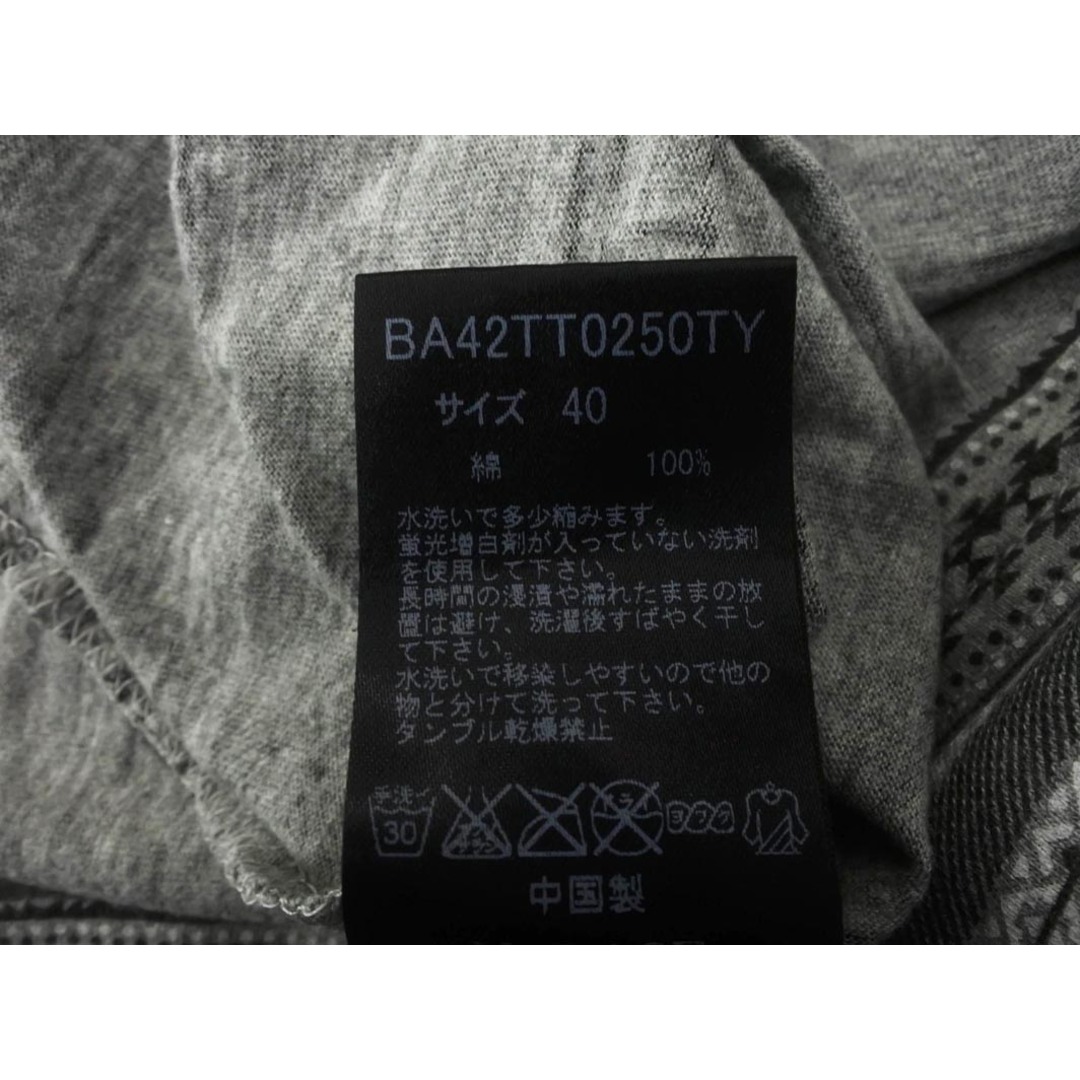 BA42TT0250TY
サイズ 40
綿 100%
水洗いで多少縮みます。
蛍光増白剤が入っていない洗剤
を使用して下さい。
長時間の浸漬や濡れたままの放
置は避け、洗濯後すばやく干し
て下さい。
水洗いで移染しやすいので他の
物と分けて洗って下さい。
タンブル乾燥禁止
手洗イ
30
ドライ
ヨワク
中国製